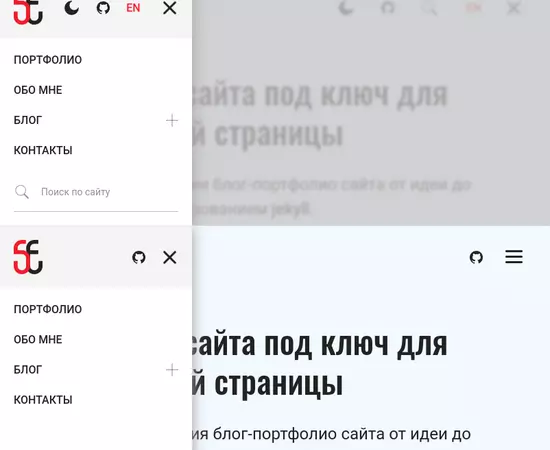 EN
EN
ПОРТФОЛИО
ОБО МНЕ
БЛОГ
КОНТАКТЫ
Поиск по сайту
сайта под ключ для
й страницы
ия блог-портфолио сайта от идеи до
зованием jekyll.
ПОРТФОЛИО
ОБО МНЕ
БЛОГ
КОНТАКТЫ
сайта под ключ для
й страницы
ия блог-портфолио сайта от идеи до